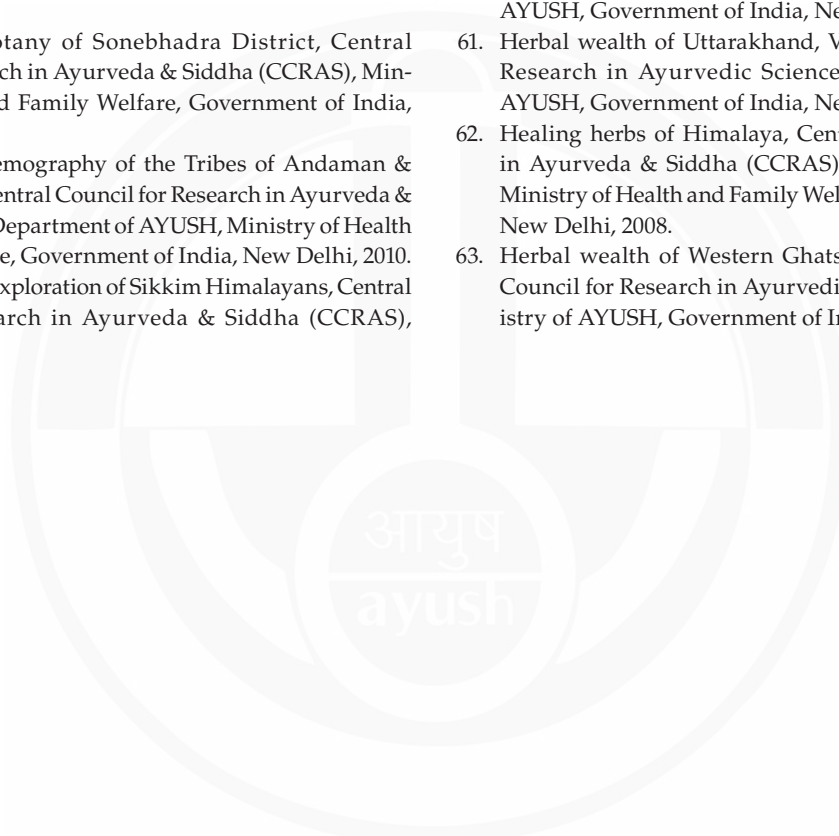 otany of Sonebhadra District, Central
ch in Ayurveda & Siddha (CCRAS), Min-
d Family Welfare, Government of India,
emography of the Tribes of Andaman &
entral Council for Research in Ayurveda &
Department of AYUSH, Ministry of Health
e, Government of India, New Delhi, 2010.
xploration of Sikkim Himalayans, Central
arch in Ayurveda & Siddha (CCRAS),
AYUSH, Government of India, Ne
61. Herbal wealth of Uttarakhand, V
Research in Ayurvedic Science
AYUSH, Government of India, Ne
62. Healing herbs of Himalaya, Cent
in Ayurveda & Siddha (CCRAS)
Ministry of Health and Family Wel
New Delhi, 2008.
63. Herbal wealth of Western Ghats
Council for Research in Ayurvedi
istry of AYUSH, Government of In
आयुष
ayush